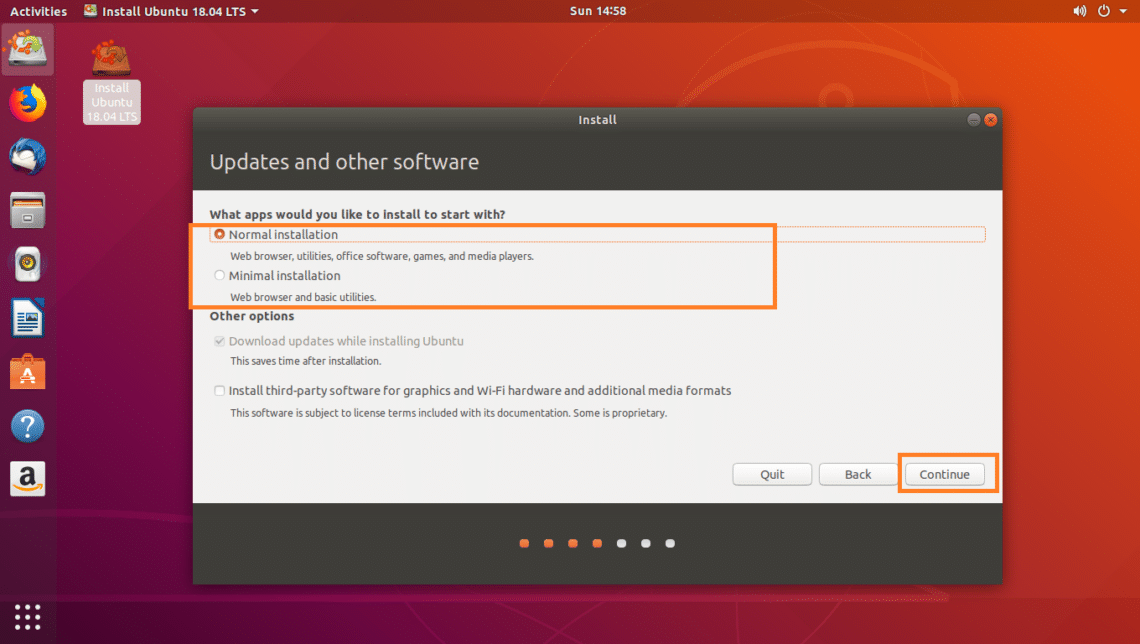 Activities
Install Ubuntu 18.04 LTS
Sun 14:58
Install
Ubuntu
18.04 LTS
Install
Updates and other software
What apps would you like to install to start with?
Normal installation
Web browser, utilities, office software, games, and media players.
Minimal installation
Web browser and basic utilities.
Other options
Download updates while installing Ubuntu
This saves time after installation.
Install third-party software for graphics and Wi-Fi hardware and additional media formats
This software is subject to license terms included with its documentation. Some is proprietary.
Quit
Back
Continue
A
?
a